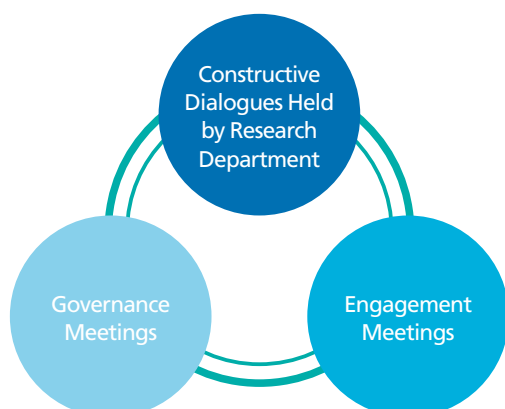 Constructive
Dialogues Held
by Research
Department
Governance
Meetings
Engagement
Meetings